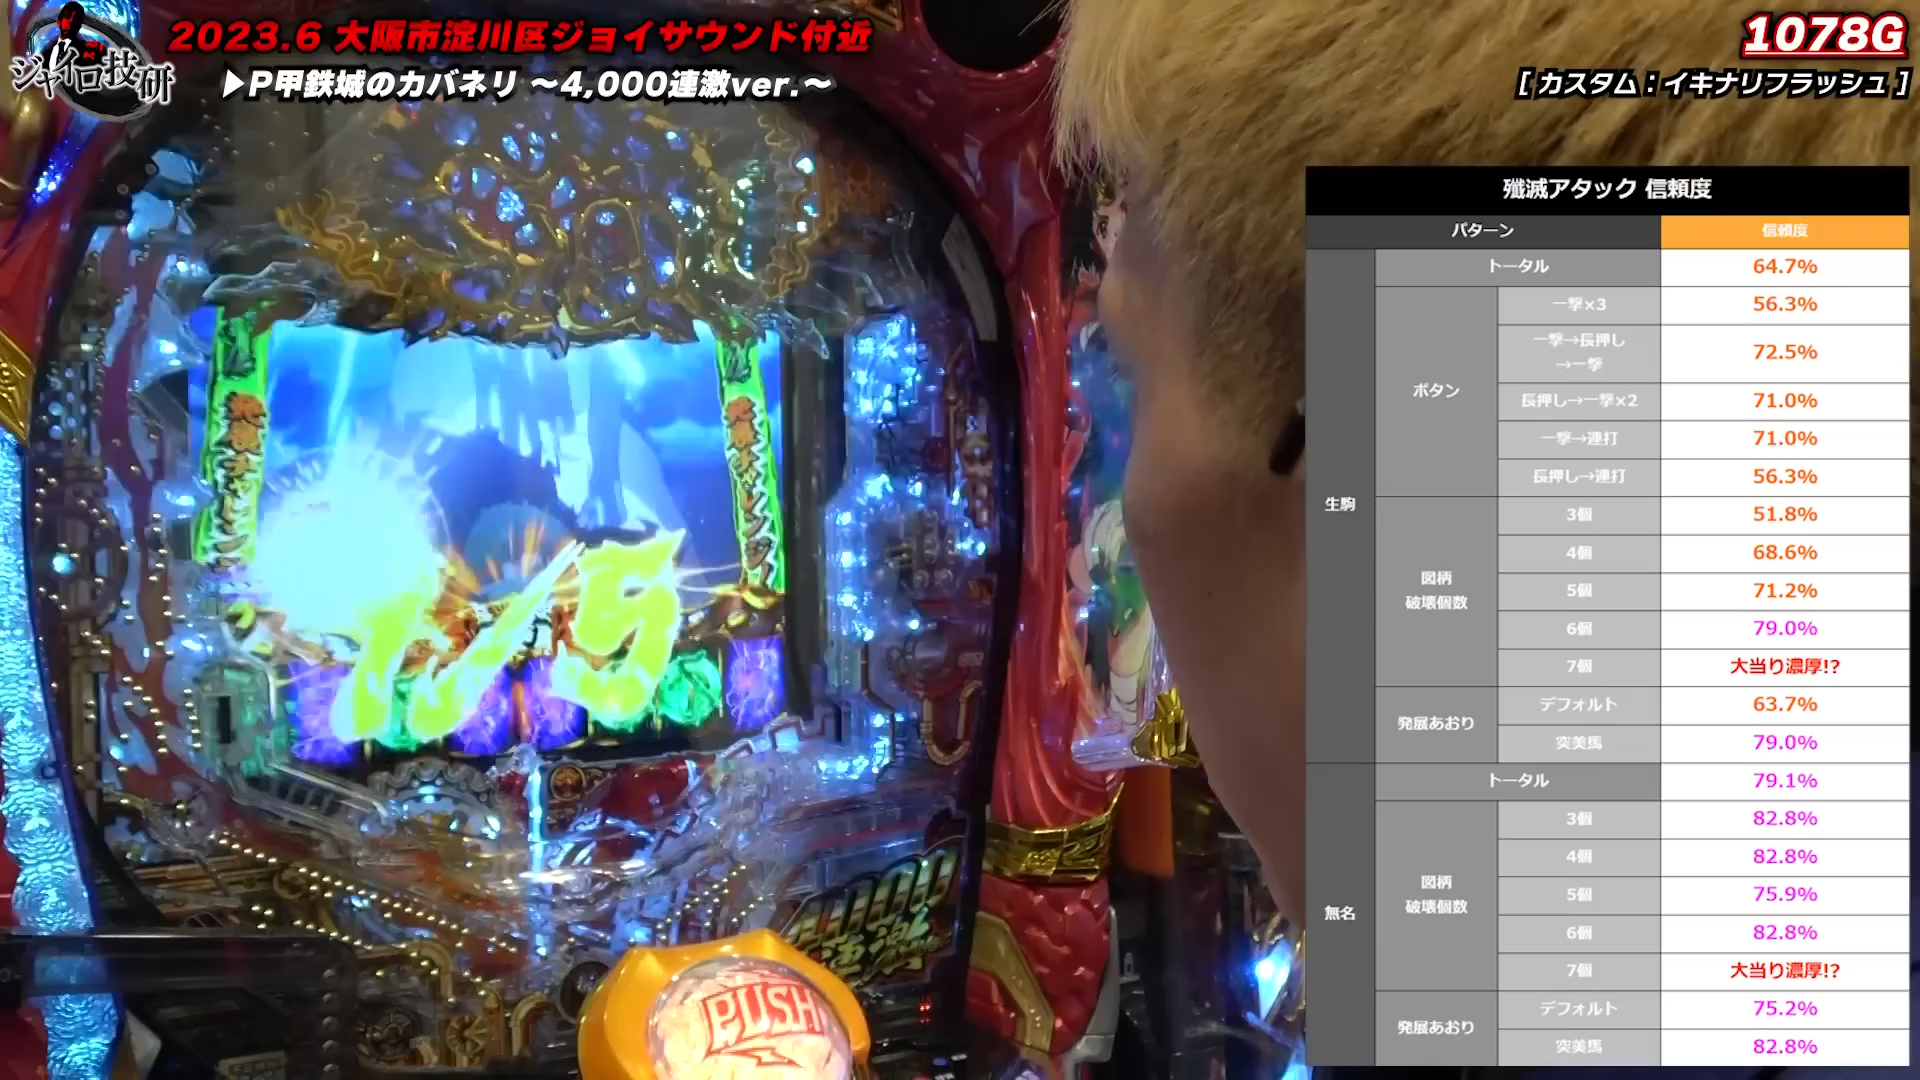 ジャイロ技研
2023.6 大阪市淀川区ジョイサウンド付近
▶P甲鉄城のカバネリ ～4,000連激ver.～
1078G
[ カスタム：イキナリフラッシュ ]
殲滅アタック 信頼度
パターン 信頼度
生駒
トータル 64.7%
ボタン
一撃×3 56.3%
一撃→長押し
→一撃 72.5%
長押し→一撃×2 71.0%
一撃→連打 71.0%
長押し→連打 56.3%
図柄
破壊個数
3個 51.8%
4個 68.6%
5個 71.2%
6個 79.0%
7個 大当り濃厚!?
発展あおり
デフォルト 63.7%
突美馬 79.0%
無名
トータル 79.1%
図柄
破壊個数
3個 82.8%
4個 82.8%
5個 75.9%
6個 82.8%
7個 大当り濃厚!?
発展あおり
デフォルト 75.2%
突美馬 82.8%
4000
連激
PUSH